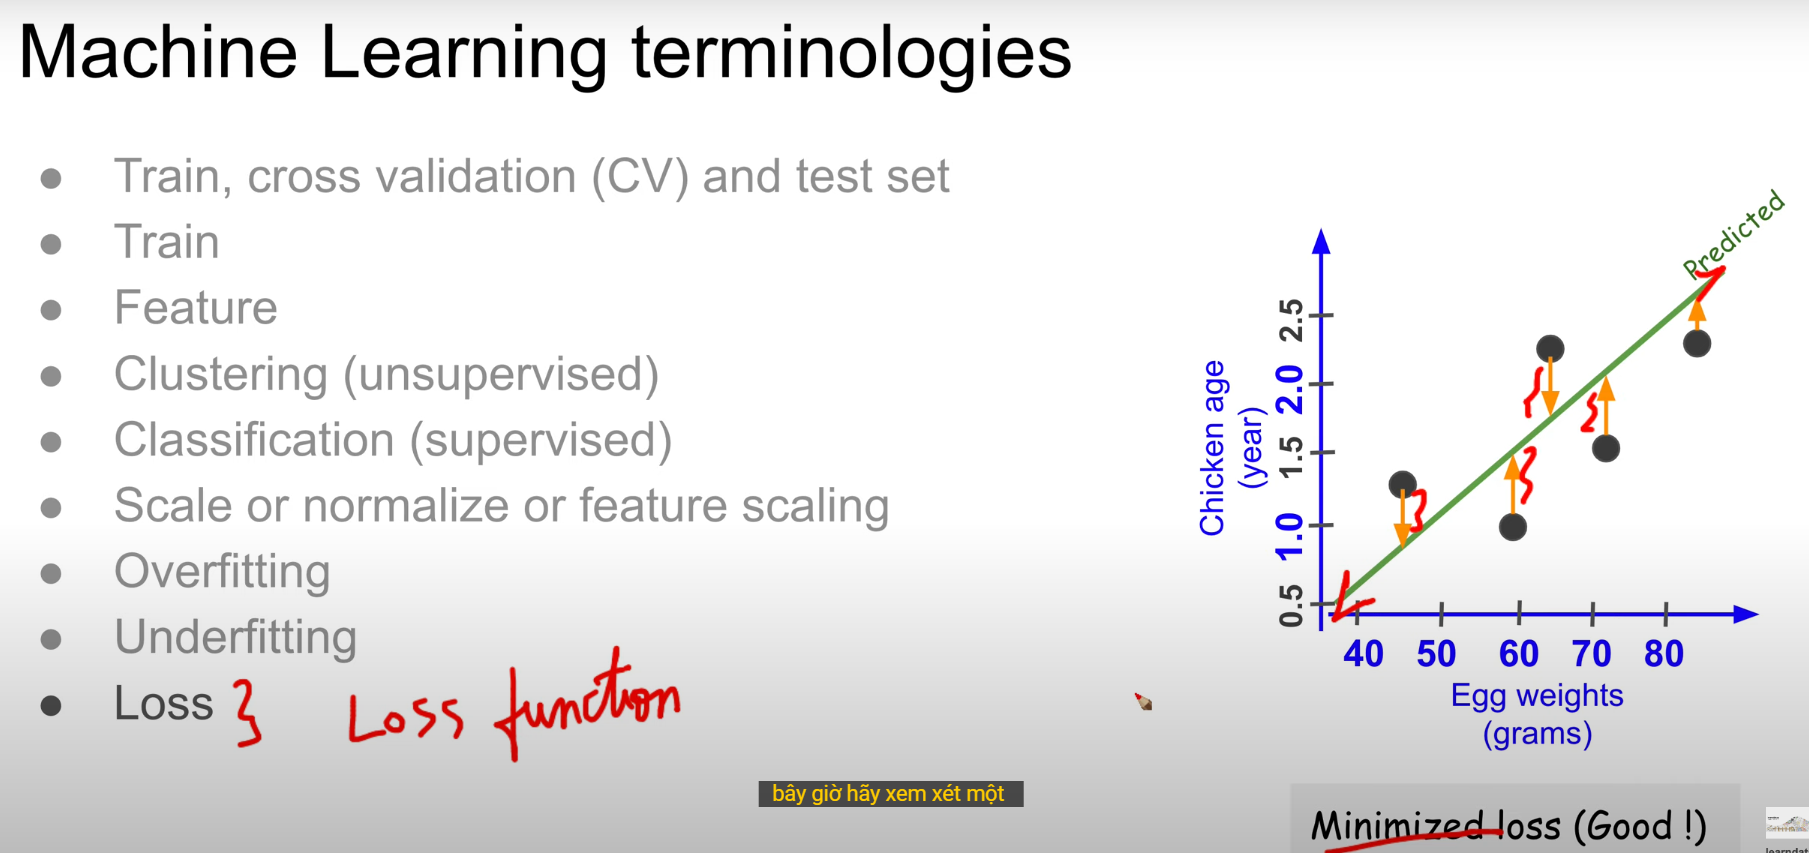 Machine Learning terminologies
Train, cross validation (CV) and test set
Train
Feature
Clustering (unsupervised)
Classification (supervised)
Scale or normalize or feature scaling
Overfitting
Underfitting
Loss
Loss function
Predicted
Chicken age
(year)
2.5
2.0
1.5
1.0
0.5
40 50 60 70 80
Egg weights
(grams)
bây giờ hãy xem xét một
Minimized loss (Good !)